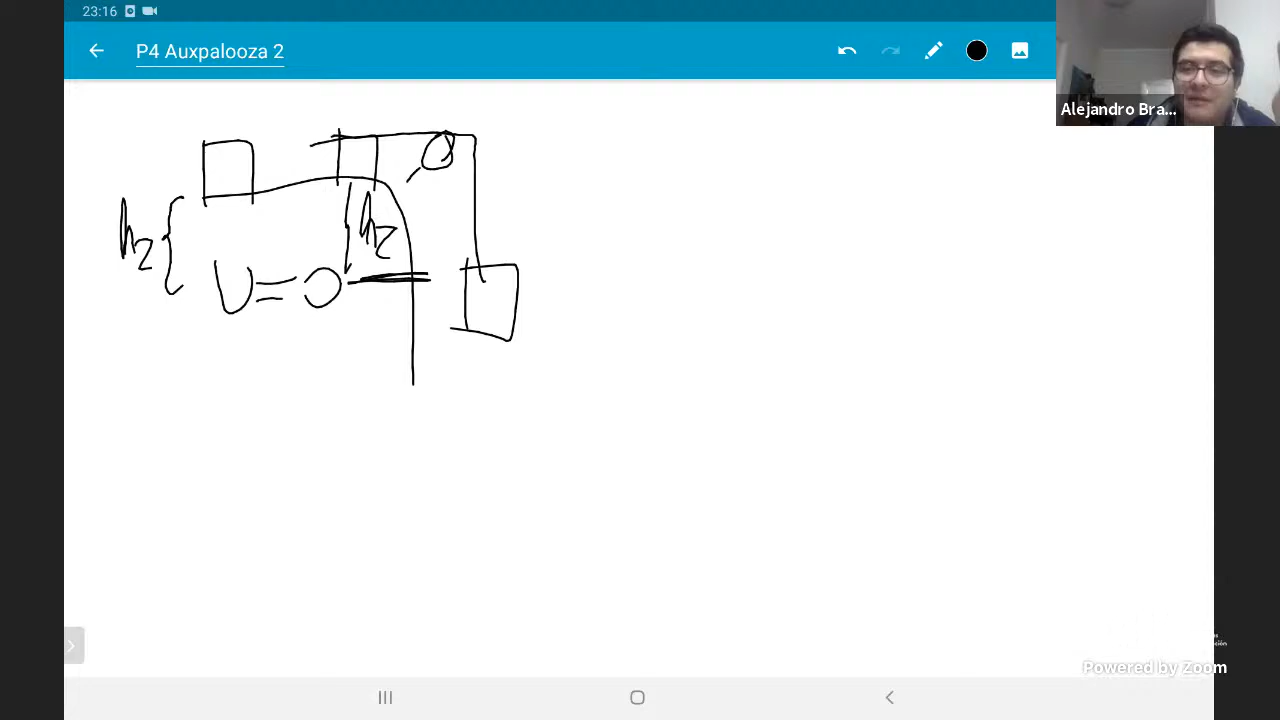 23:16
P4 Auxpalooza 2
Alejandro Bra...
h2
h2
U=0
Powered by Zoom